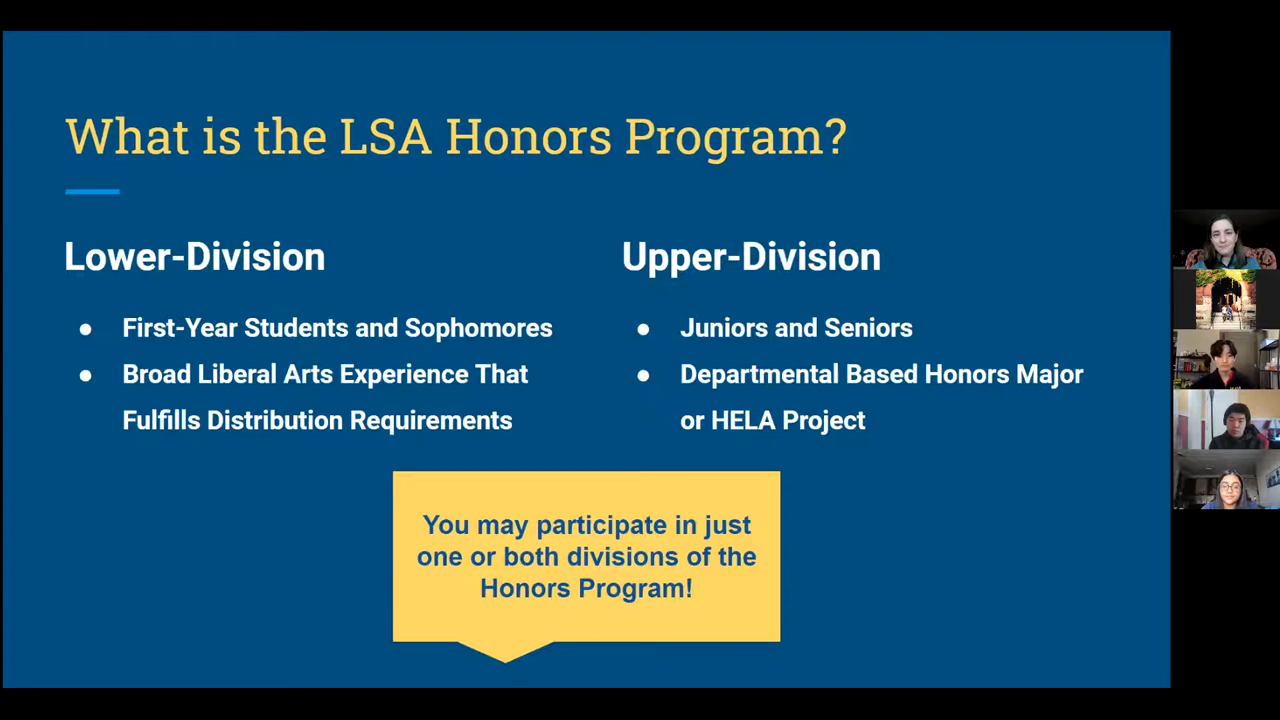 What is the LSA Honors Program?
Lower-Division
● First-Year Students and Sophomores
● Broad Liberal Arts Experience That
Fulfills Distribution Requirements
Upper-Division
● Juniors and Seniors
● Departmental Based Honors Major
or HELA Project
You may participate in just
one or both divisions of the
Honors Program!